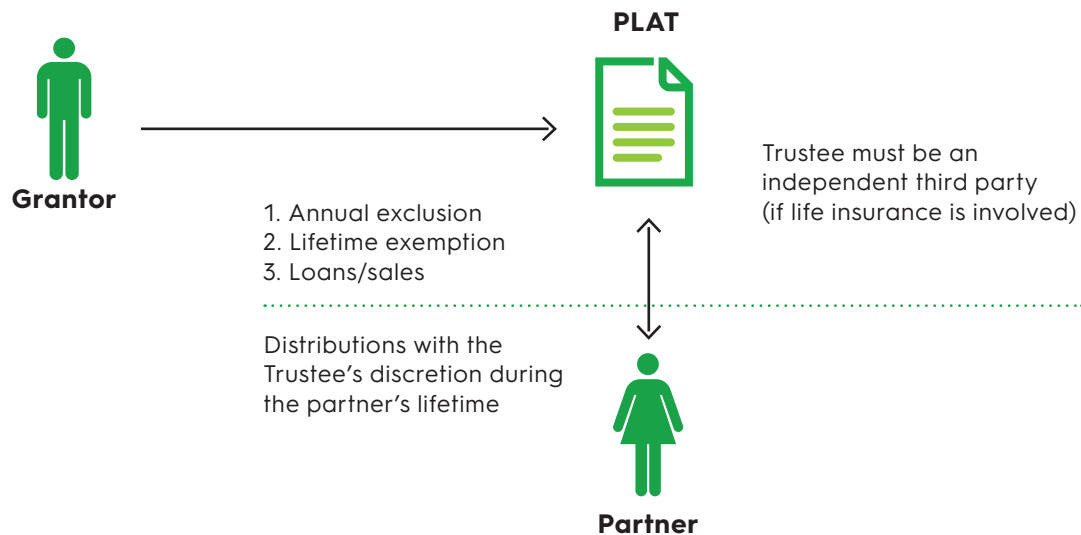 PLAT
Grantor
Trustee must be an
independent third party
(if life insurance is involved)
1. Annual exclusion
2. Lifetime exemption
3. Loans/sales
Distributions with the
Trustee’s discretion during
the partner’s lifetime
Partner